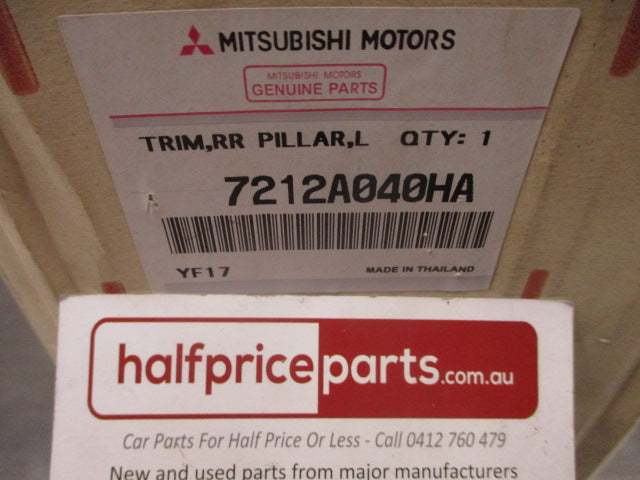 MITSUBISHI MOTORS
MITSUBISHI MOTORS
GENUINE PARTS
TRIM,RR PILLAR,L QTY: 1
7212A040HA
YF17 MADE IN THAILAND
halfpriceparts.com.au
Car Parts For Half Price Or Less - Call 0412 760 479
New and used parts from major manufacturers